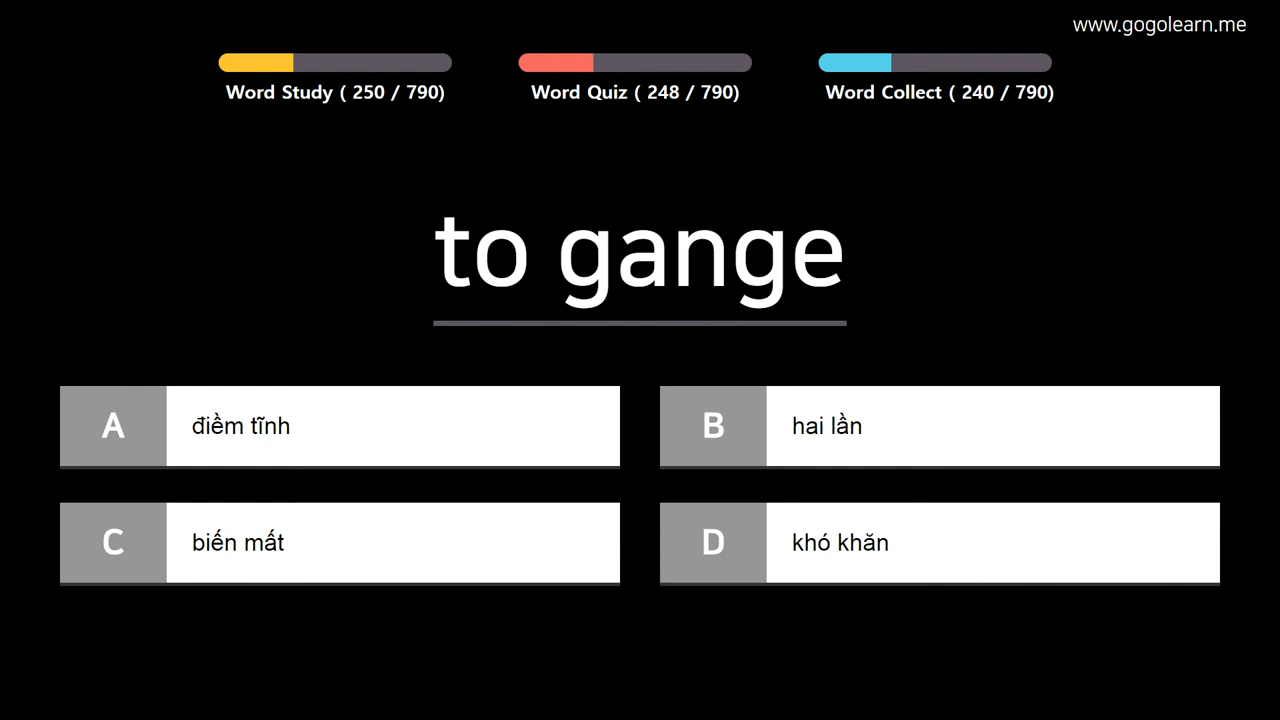 www.gogolearn.me
Word Study ( 250 / 790)
Word Quiz ( 248 / 790)
Word Collect ( 240 / 790)
to gange
A
điềm tĩnh
B
hai lần
C
biến mất
D
khó khăn